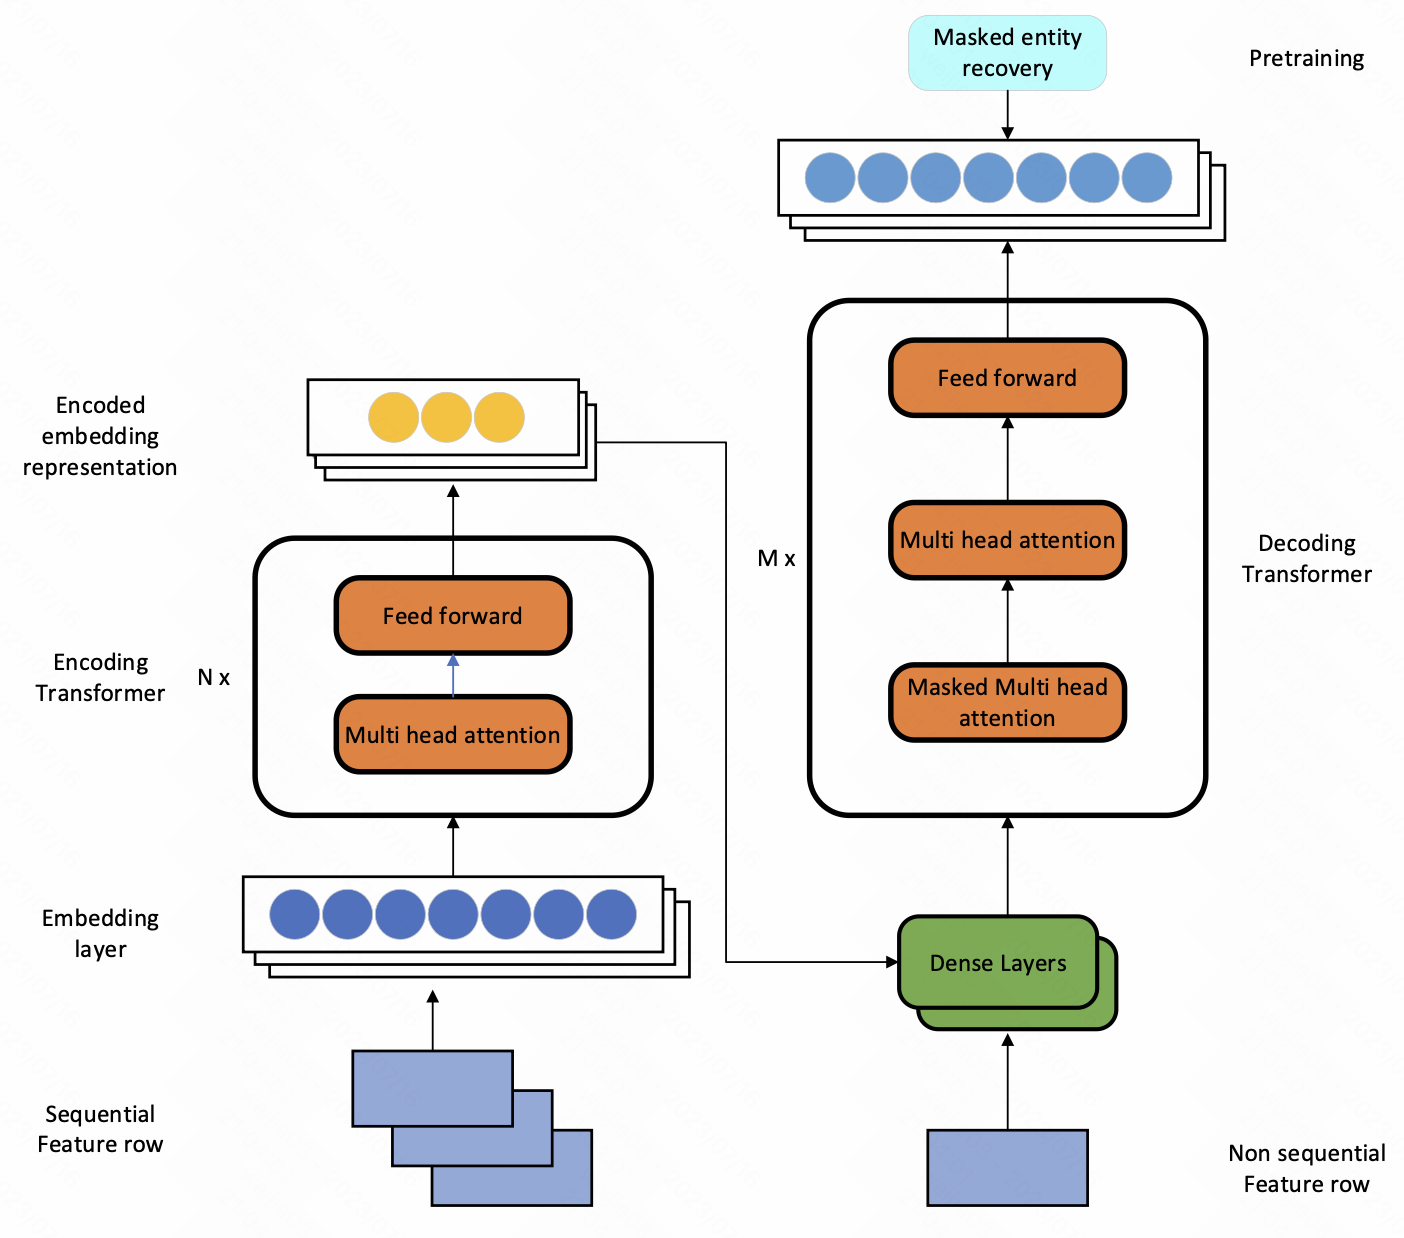 Masked entity
recovery
Pretraining
Feed forward
Encoded
embedding
representation
Multi head attention
M x
Decoding
Transformer
Feed forward
Encoding
Transformer
N x
Masked Multi head
attention
Multi head attention
Embedding
layer
Dense Layers
Sequential
Feature row
Non sequential
Feature row